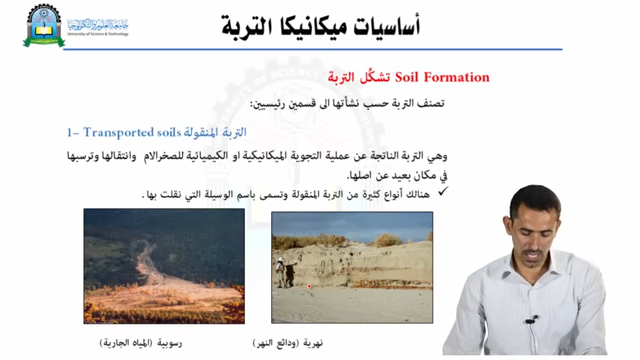 جامعة العلوم والتكنولوجيا
University of Science & Technology
أساسيات ميكانيكا التربة
Soil Formation تشكُل التربة
تصنف التربة حسب نشأتها الى قسمين رئيسيين:
1- Transported soils التربة المنقولة
وهي التربة الناتجة عن عملية التجوية الميكانيكية او الكيميائية للصخرالام وانتقالها وترسبها
في مكان بعيد عن اصلها.
✓ هنالك أنواع كثيرة من التربة المنقولة وتسمى باسم الوسيلة التي نقلت بها.
نهرية (ودائع النهر)
رسوبية (المياه الجارية)